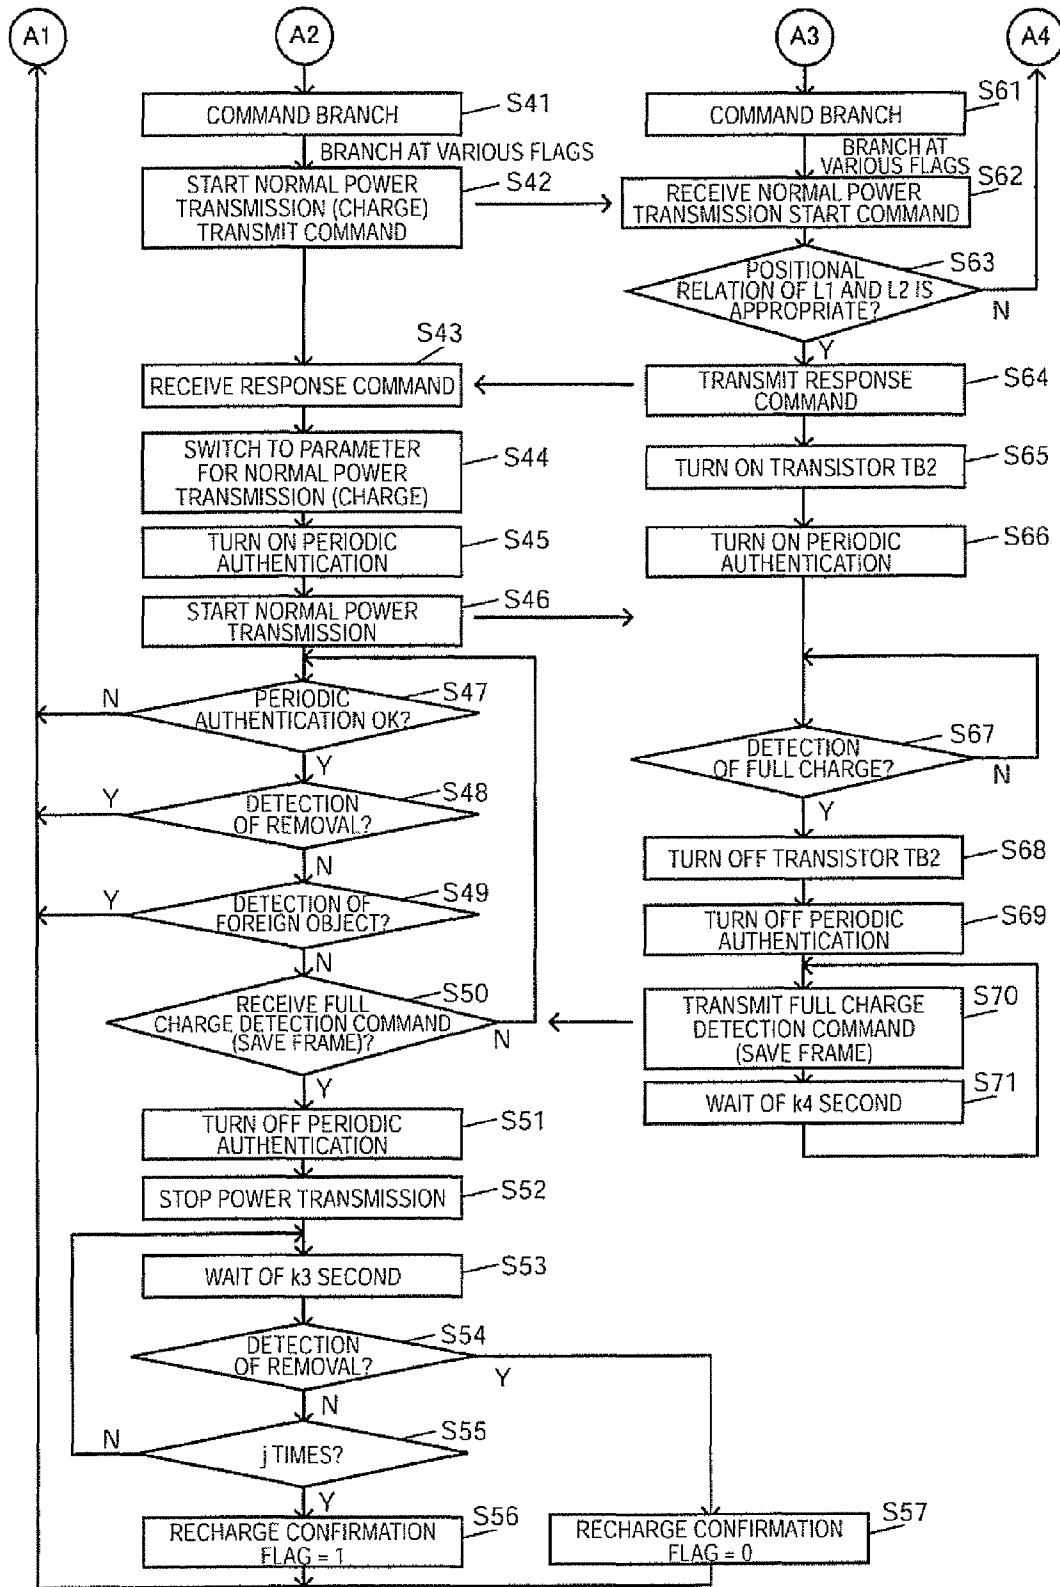 A1
A2
A3
A4
COMMAND BRANCH
S41
BRANCH AT VARIOUS FLAGS
START NORMAL POWER
TRANSMISSION (CHARGE)
TRANSMIT COMMAND
S42
COMMAND BRANCH
S61
BRANCH AT
VARIOUS FLAGS
RECEIVE NORMAL POWER
TRANSMISSION START COMMAND
S62
POSITIONAL
RELATION OF L1 AND L2 IS
APPROPRIATE?
S63
N
Y
S43
RECEIVE RESPONSE COMMAND
TRANSMIT RESPONSE
COMMAND
S64
SWITCH TO PARAMETER
FOR NORMAL POWER
TRANSMISSION (CHARGE)
S44
TURN ON TRANSISTOR TB2
S65
TURN ON PERIODIC
AUTHENTICATION
S45
TURN ON PERIODIC
AUTHENTICATION
S66
START NORMAL POWER
TRANSMISSION
S46
PERIODIC
AUTHENTICATION OK?
S47
N
Y
DETECTION
OF FULL CHARGE?
S67
N
Y
DETECTION
OF REMOVAL?
S48
Y
N
TURN OFF TRANSISTOR TB2
S68
DETECTION OF
FOREIGN OBJECT?
S49
Y
N
TURN OFF PERIODIC
AUTHENTICATION
S69
RECEIVE FULL
CHARGE DETECTION COMMAND
(SAVE FRAME)?
S50
N
Y
TRANSMIT FULL CHARGE
DETECTION COMMAND
(SAVE FRAME)
S70
WAIT OF k4 SECOND
S71
TURN OFF PERIODIC
AUTHENTICATION
S51
STOP POWER TRANSMISSION
S52
WAIT OF k3 SECOND
S53
DETECTION
OF REMOVAL?
S54
Y
N
j TIMES?
S55
N
Y
RECHARGE CONFIRMATION
FLAG = 1
S56
RECHARGE CONFIRMATION
FLAG = 0
S57